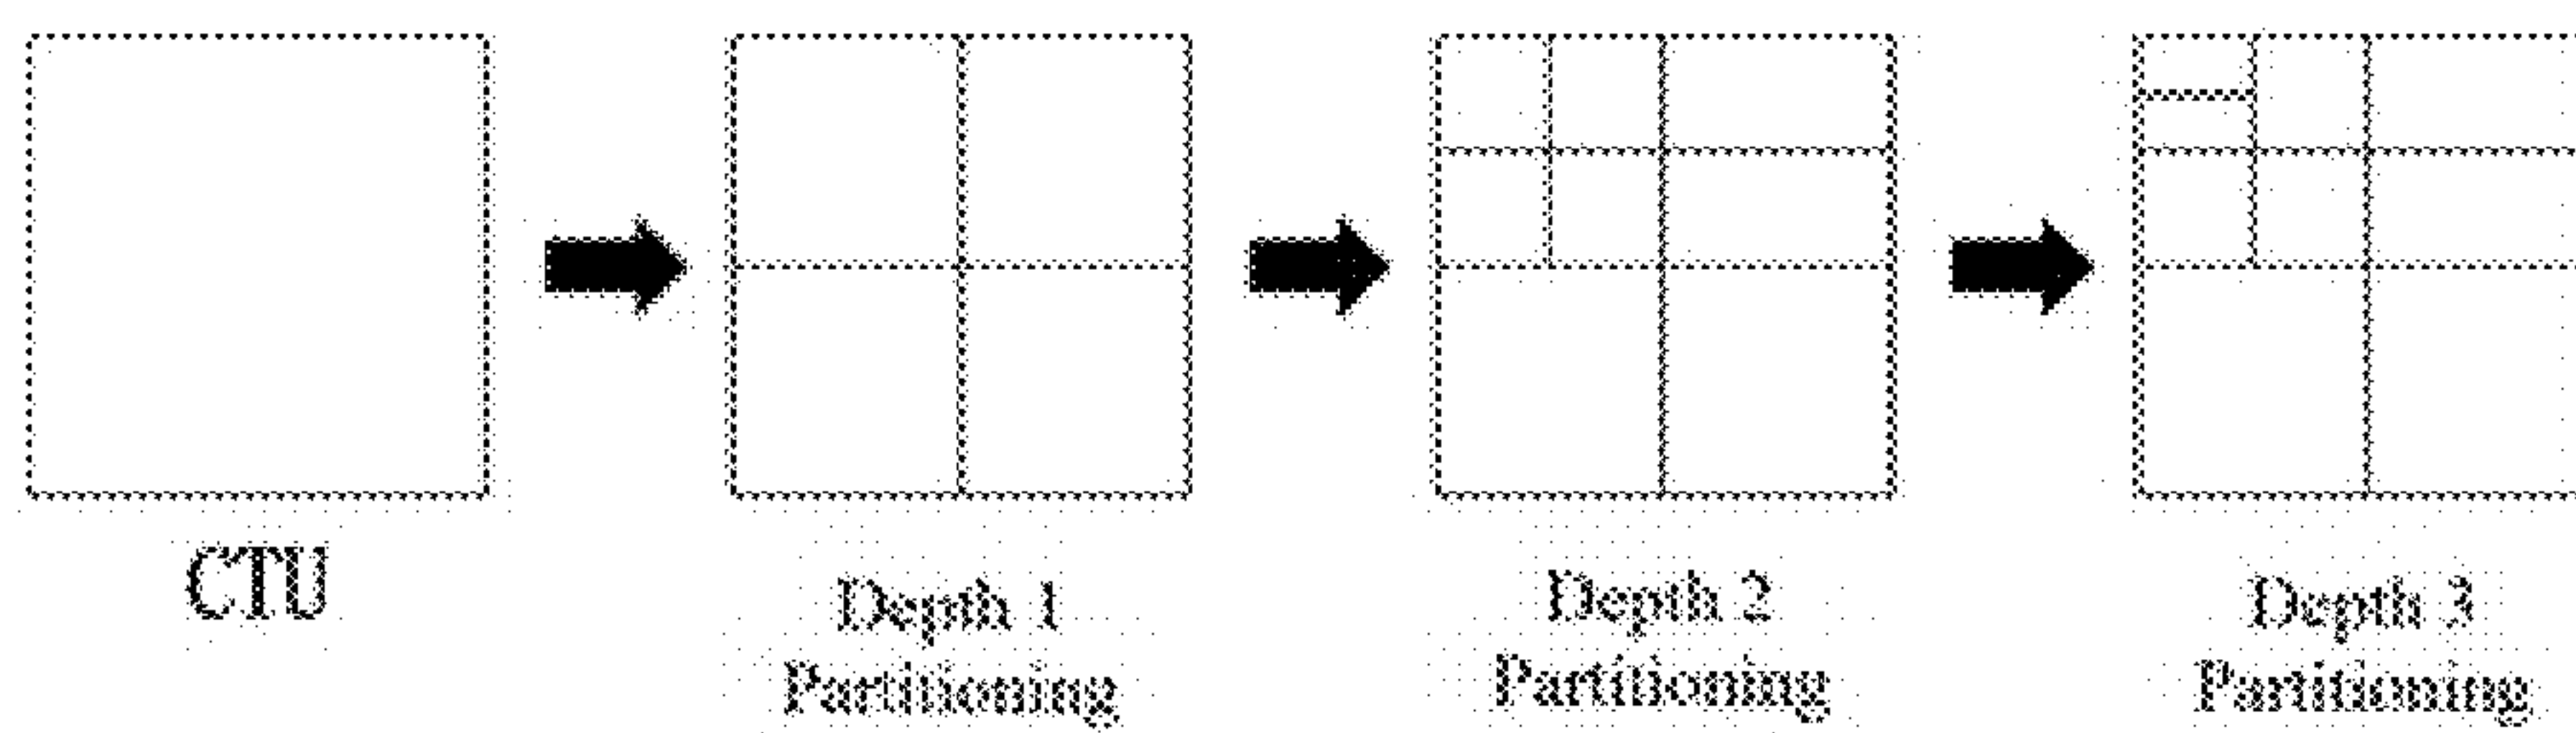 CTU
Depth 1
Partitioning
Depth 2
Partitioning
Depth 3
Partitioning